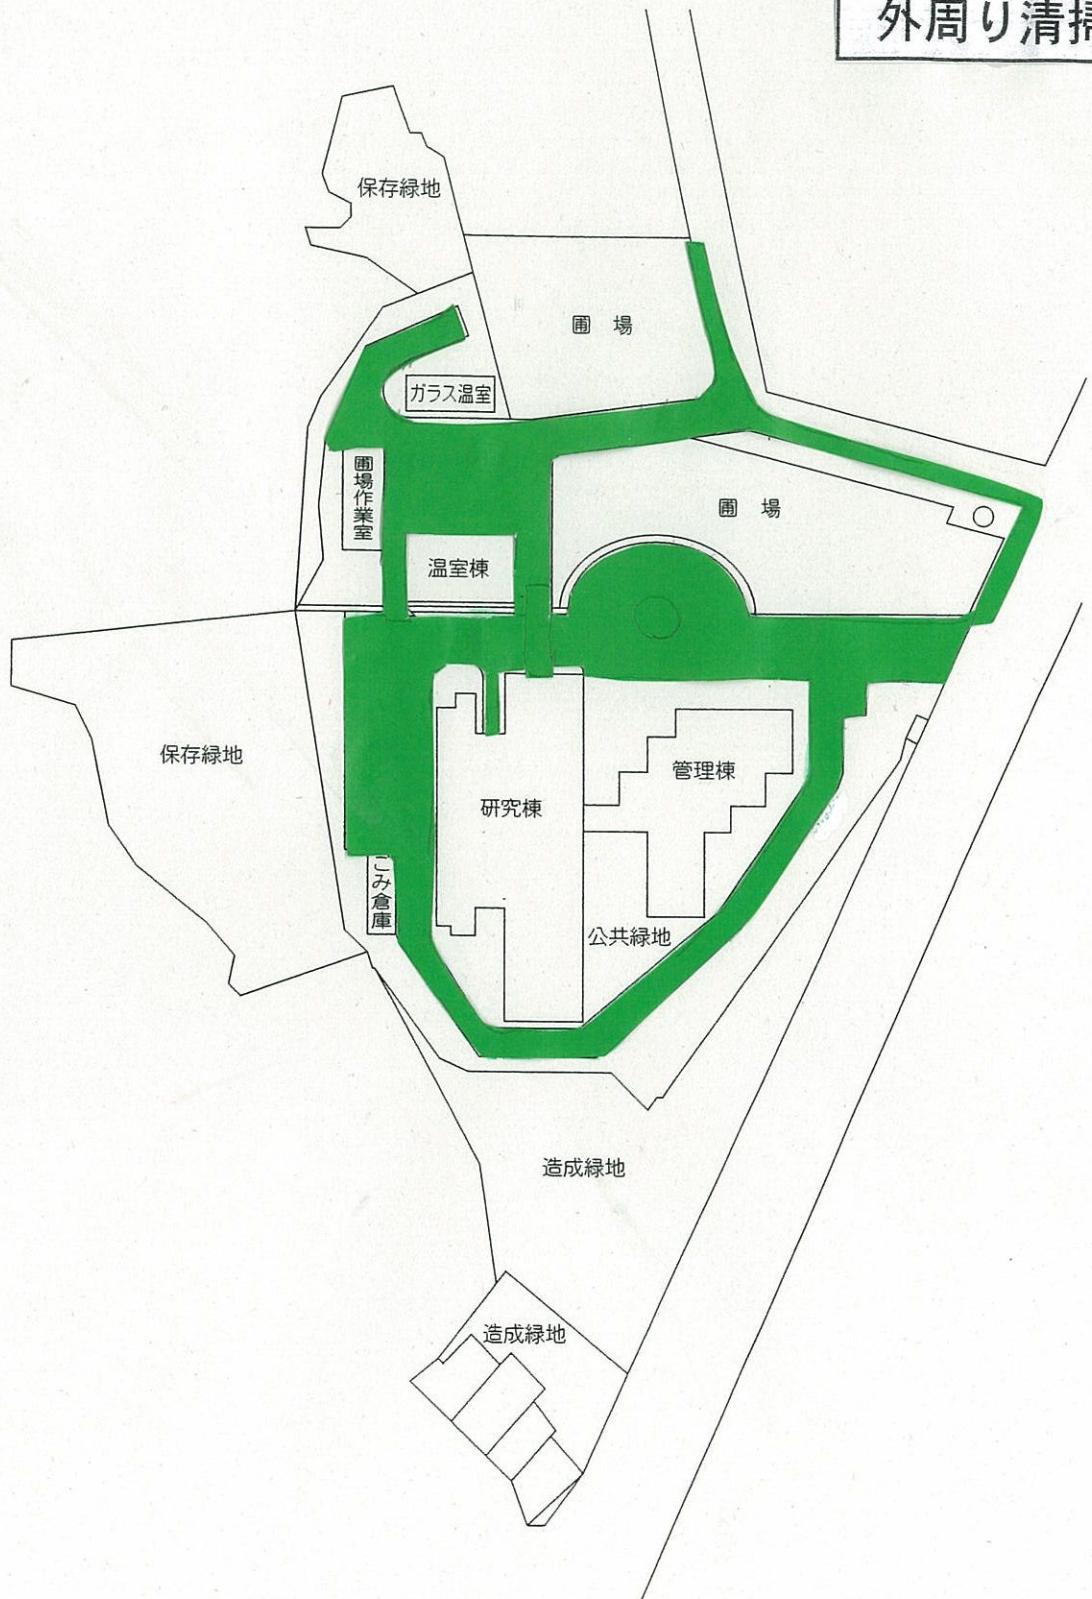 外周り清掃
保存緑地
圃 場
ガラス温室
圃場作業室
圃 場
温室棟
保存緑地
管理棟
研究棟
ごみ倉庫
公共緑地
造成緑地
造成緑地